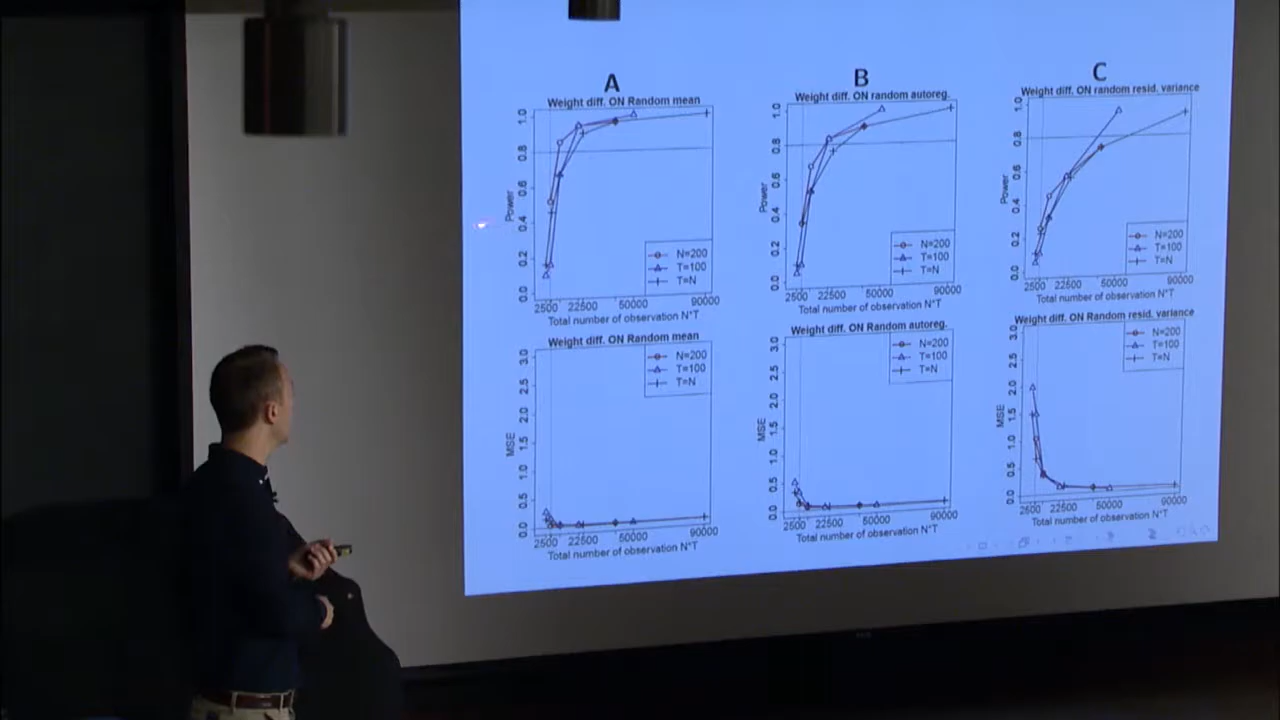 A
Weight diff. ON Random mean
Power
0.0 0.2 0.4 0.6 0.8 1.0
N=200
T=100
T=N
2500 22500 50000 90000
Total number of observation N*T
B
Weight diff. ON Random autoreg.
Power
0.0 0.2 0.4 0.6 0.8 1.0
N=200
T=100
T=N
2500 22500 50000 90000
Total number of observation N*T
C
Weight diff. ON random resid. variance
Power
0.0 0.2 0.4 0.6 0.8 1.0
N=200
T=100
T=N
2500 22500 50000 90000
Total number of observation N*T
Weight diff. ON Random mean
MSE
0.0 0.5 1.0 1.5 2.0 2.5 3.0
N=200
T=100
T=N
2500 22500 50000 90000
Total number of observation N*T
Weight diff. ON Random autoreg.
MSE
0.0 0.5 1.0 1.5 2.0 2.5 3.0
N=200
T=100
T=N
2500 22500 50000 90000
Total number of observation N*T
Weight diff. ON Random resid. variance
MSE
0.0 0.5 1.0 1.5 2.0 2.5 3.0
N=200
T=100
T=N
2500 22500 50000 90000
Total number of observation N*T